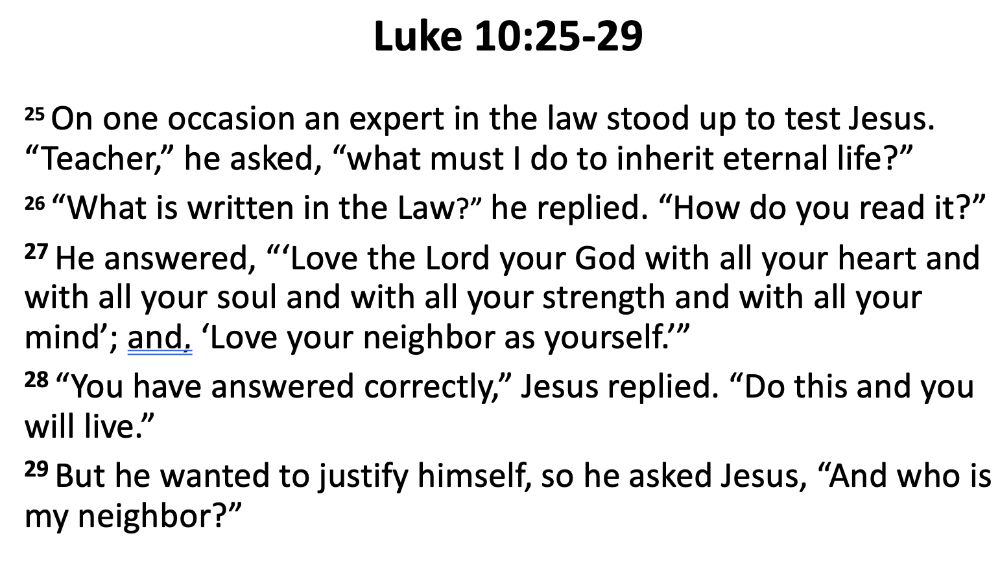 Luke 10:25-29
25 On one occasion an expert in the law stood up to test Jesus.
“Teacher,” he asked, “what must I do to inherit eternal life?”
26 “What is written in the Law?” he replied. “How do you read it?”
27 He answered, “‘Love the Lord your God with all your heart and
with all your soul and with all your strength and with all your
mind’; and, ‘Love your neighbor as yourself.’”
28 “You have answered correctly,” Jesus replied. “Do this and you
will live.”
29 But he wanted to justify himself, so he asked Jesus, “And who is
my neighbor?”